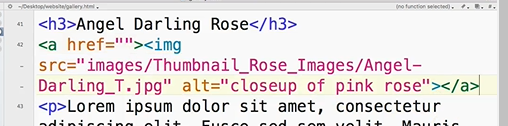 ~/Desktop/website/gallery.html
(no function selected)
41 <h3>Angel Darling Rose</h3>
42 <a href=""><img
- src="images/Thumbnail_Rose_Images/Angel-
- Darling_T.jpg" alt="closeup of pink rose"></a>
43 <p>Lorem ipsum dolor sit amet, consectetur
adipiscing elit. Fusce sed sem velit. Mauris